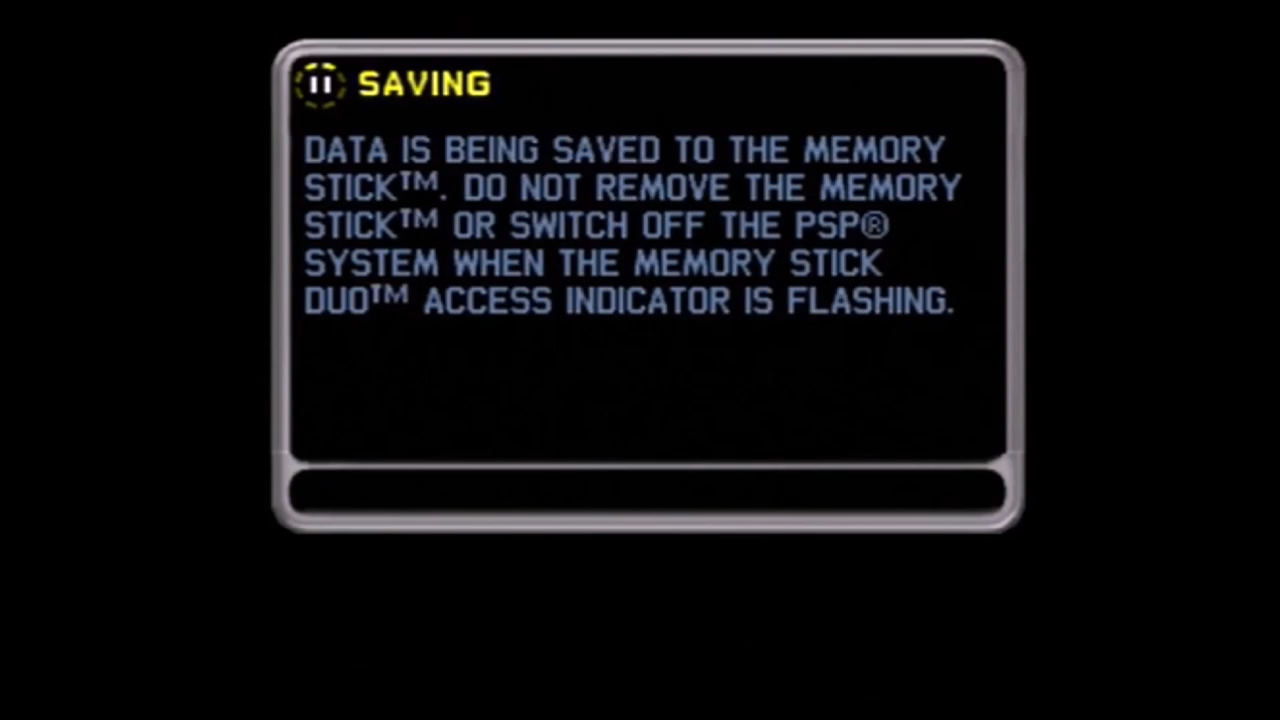 SAVING
DATA IS BEING SAVED TO THE MEMORY
STICK™. DO NOT REMOVE THE MEMORY
STICK™ OR SWITCH OFF THE PSP®
SYSTEM WHEN THE MEMORY STICK
DUO™ ACCESS INDICATOR IS FLASHING.